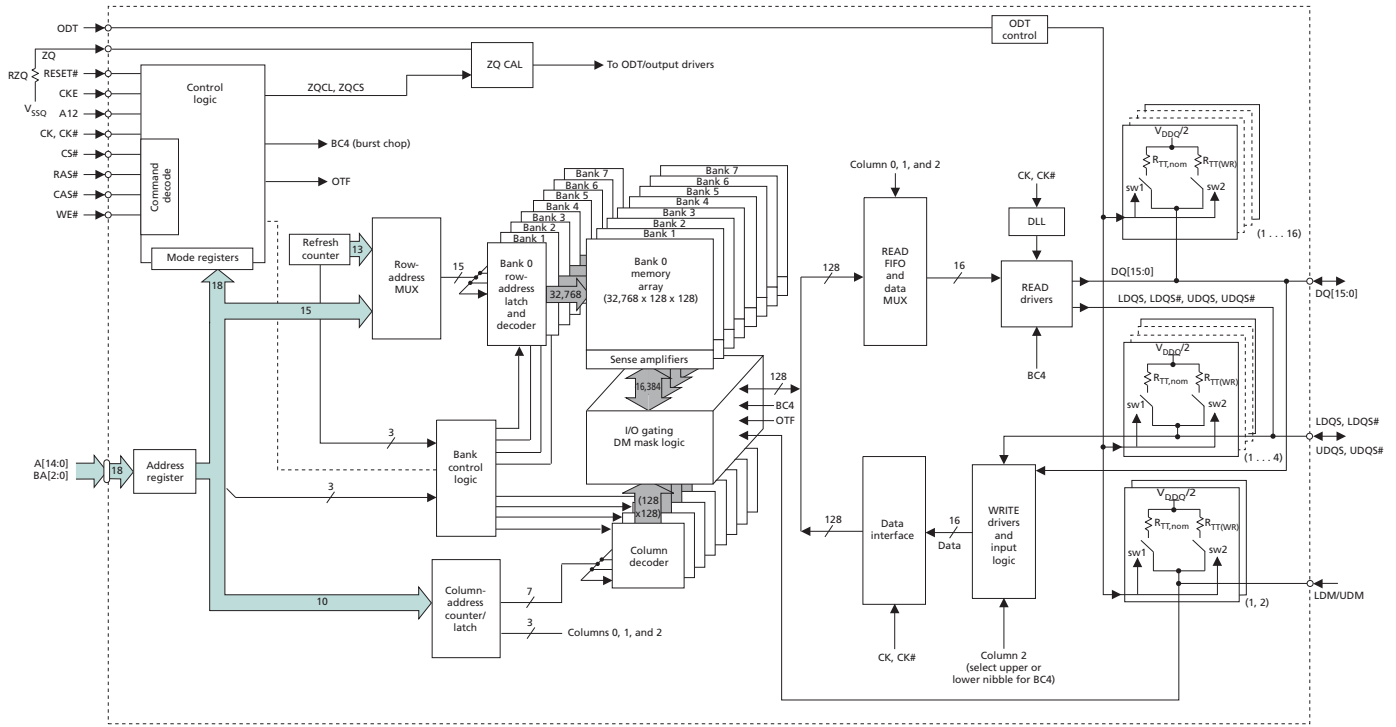 ODT
ODT
control
ZQ
RZQ
RESET#
CKE
VSSQ
A12
CK, CK#
CS#
RAS#
CAS#
WE#
Control
logic
Command
decode
Mode registers
ZQCL, ZQCS
ZQ CAL
To ODT/output drivers
BC4 (burst chop)
OTF
Refresh
counter
13
Row-
address
MUX
15
18
15
Bank 7
Bank 6
Bank 5
Bank 4
Bank 3
Bank 2
Bank 1
Bank 0
row-
address
latch
and
decoder
32,768
Bank 7
Bank 6
Bank 5
Bank 4
Bank 3
Bank 2
Bank 1
Bank 0
memory
array
(32,768 x 128 x 128)
Sense amplifiers
16,384
I/O gating
DM mask logic
128
BC4
OTF
(128
x128)
Column
decoder
3
Bank
control
logic
3
A[14:0]
BA[2:0]
18
Address
register
10
Column-
address
counter/
latch
7
3
Columns 0, 1, and 2
Column 0, 1, and 2
128
READ
FIFO
and
data
MUX
16
CK, CK#
DLL
READ
drivers
BC4
DQ[15:0]
LDQS, LDQS#, UDQS, UDQS#
128
Data
interface
16
Data
WRITE
drivers
and
input
logic
CK, CK#
Column 2
(select upper or
lower nibble for BC4)
VDDQ/2
RTT,nom
RTT(WR)
sw1
sw2
(1 . . . 16)
DQ[15:0]
VDDQ/2
RTT,nom
RTT(WR)
sw1
sw2
(1 . . . 4)
LDQS, LDQS#
UDQS, UDQS#
VDDQ/2
RTT,nom
RTT(WR)
sw1
sw2
(1, 2)
LDM/UDM